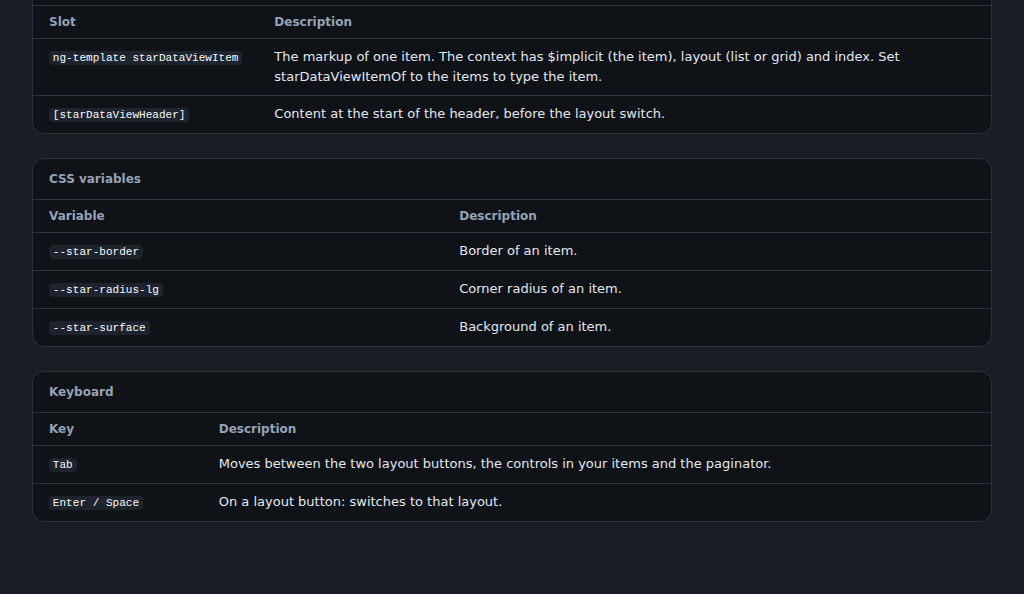 Slot Description
ng-template starDataViewItem The markup of one item. The context has $implicit (the item), layout (list or grid) and index. Set
starDataViewItemOf to the items to type the item.
[starDataViewHeader] Content at the start of the header, before the layout switch.
CSS variables
Variable Description
--star-border Border of an item.
--star-radius-lg Corner radius of an item.
--star-surface Background of an item.
Keyboard
Key Description
Tab Moves between the two layout buttons, the controls in your items and the paginator.
Enter / Space On a layout button: switches to that layout.